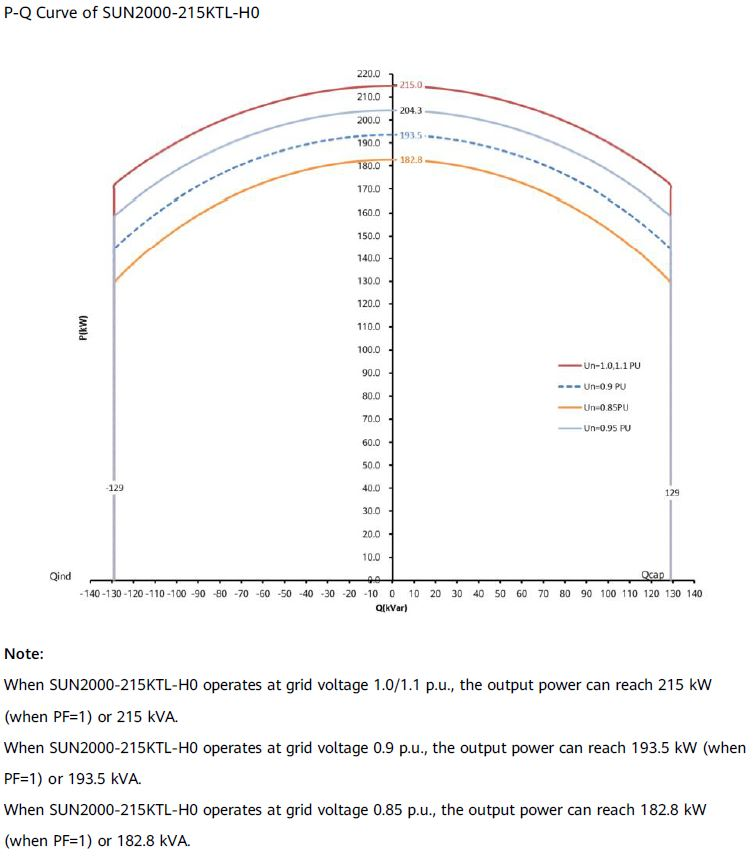 P-Q Curve of SUN2000-215KTL-H0
220.0
215.0
210.0
204.3
200.0
193.5
190.0
182.8
180.0
170.0
160.0
150.0
140.0
130.0
120.0
P(kW)
110.0
100.0
90.0
Un=1.0,1.1 PU
80.0
Un=0.9 PU
Un=0.85PU
70.0
Un=0.95 PU
60.0
50.0
-129
40.0
129
30.0
20.0
10.0
Qind
0.0
Qcap
-140 -130 -120 -110 -100 -90 -80 -70 -60 -50 -40 -30 -20 -10 0 10 20 30 40 50 60 70 80 90 100 110 120 130 140
Q(kVar)
Note:
When SUN2000-215KTL-H0 operates at grid voltage 1.0/1.1 p.u., the output power can reach 215 kW
(when PF=1) or 215 kVA.
When SUN2000-215KTL-H0 operates at grid voltage 0.9 p.u., the output power can reach 193.5 kW (when
PF=1) or 193.5 kVA.
When SUN2000-215KTL-H0 operates at grid voltage 0.85 p.u., the output power can reach 182.8 kW
(when PF=1) or 182.8 kVA.